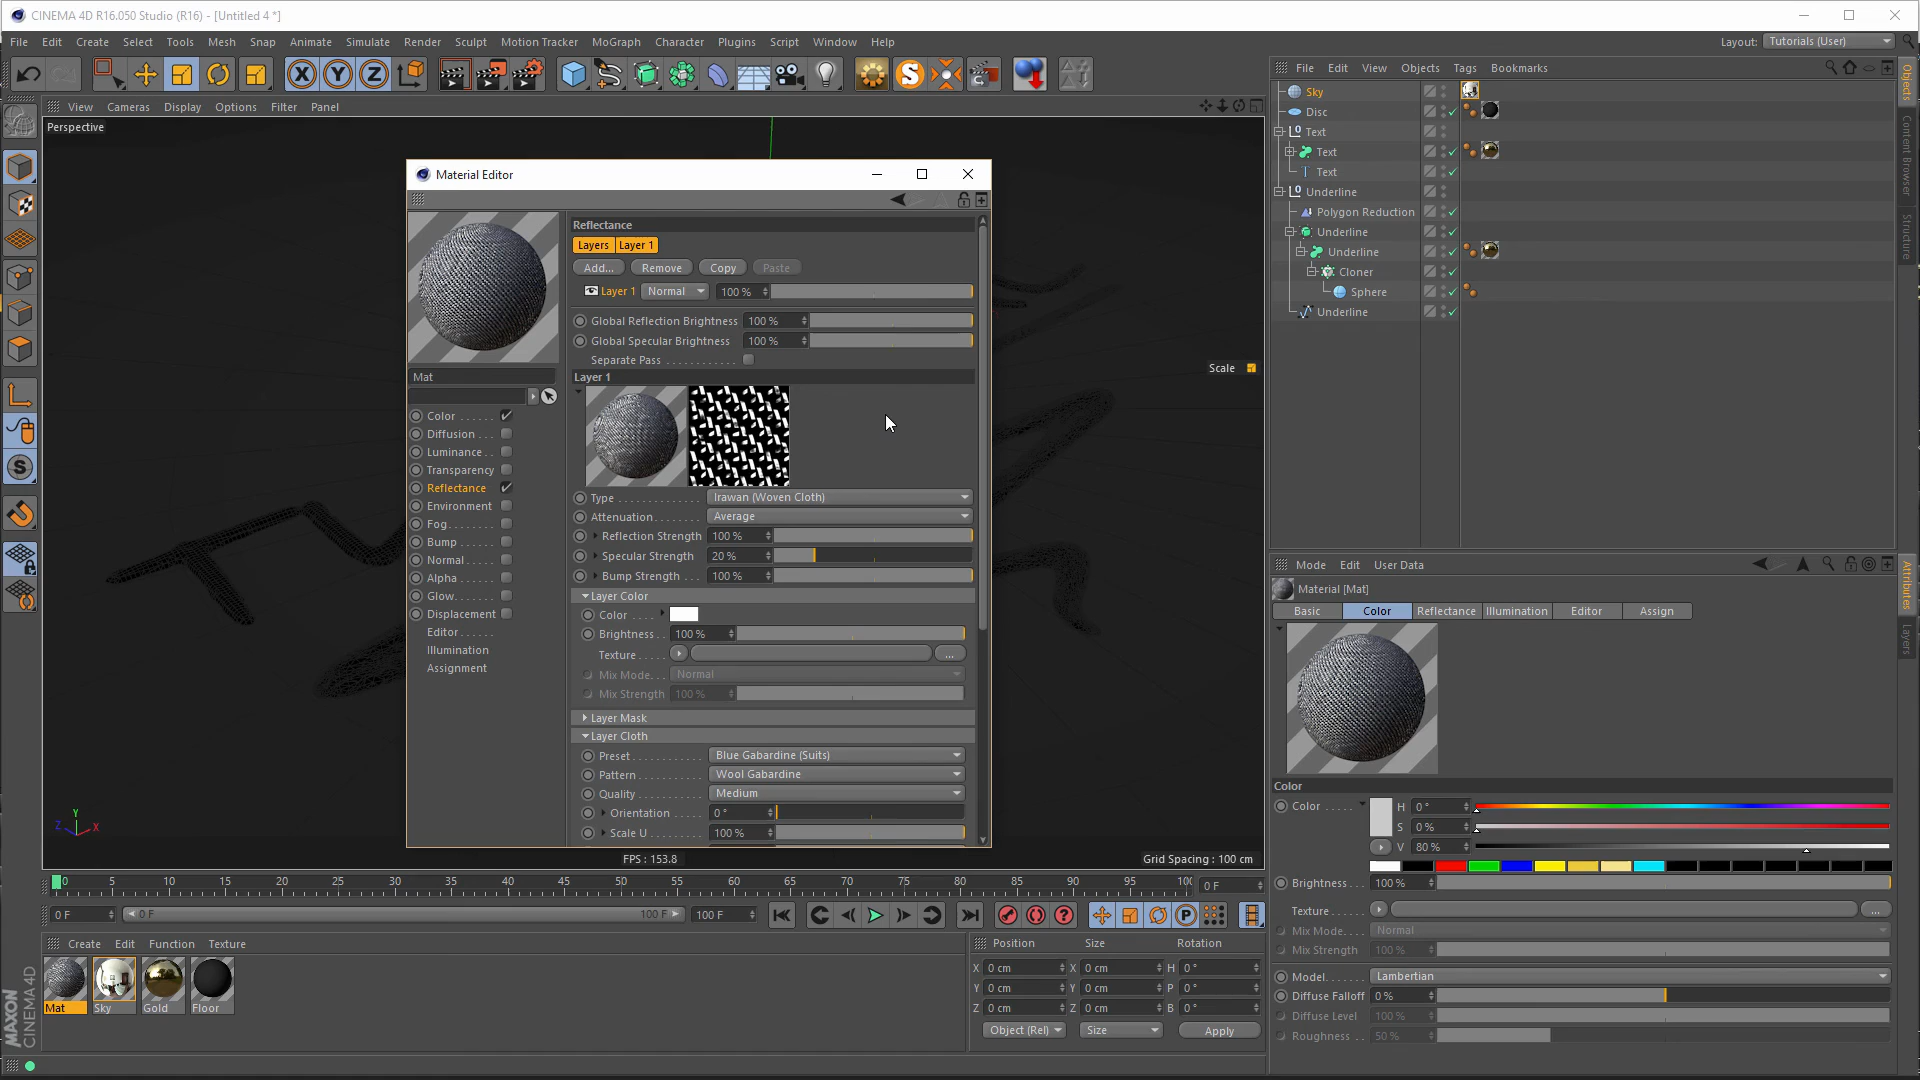 CINEMA 4D R16.050 Studio (R16) - [Untitled 4 *]
File Edit Create Select Tools Mesh Snap Animate Simulate Render Sculpt Motion Tracker MoGraph Character Plugins Script Window Help
Layout: Tutorials (User)
File Edit View Objects Tags Bookmarks
View Cameras Display Options Filter Panel
Perspective
Sky
Disc
Text
Text
Text
Underline
Polygon Reduction
Underline
Underline
Cloner
Sphere
Underline
Objects
Content Browser
Structure
Scale
Material Editor
Reflectance
Layers Layer 1
Add... Remove Copy Paste
Layer 1 Normal 100 %
Global Reflection Brightness 100 %
Global Specular Brightness 100 %
Separate Pass
Layer 1
Type Irawan (Woven Cloth)
Attenuation Average
Reflection Strength 100 %
Specular Strength 20 %
Bump Strength 100 %
Layer Color
Color
Brightness 100 %
Texture ...
Mix Mode Normal
Mix Strength 100 %
Layer Mask
Layer Cloth
Preset Blue Gabardine (Suits)
Pattern Wool Gabardine
Quality Medium
Orientation 0 °
Scale U 100 %
Mat
Color
Diffusion
Luminance
Transparency
Reflectance
Environment
Fog
Bump
Normal
Alpha
Glow
Displacement
Editor
Illumination
Assignment
Y
Z X
FPS : 153.8
Grid Spacing : 100 cm
0 5 10 15 20 25 30 35 40 45 50 55 60 65 70 75 80 85 90 95 10
0 F
0 F 0 F 100 F 100 F
Create Edit Function Texture
Mat Sky Gold Floor
MAXON
CINEMA 4D
Position Size Rotation
X 0 cm X 0 cm H 0 °
Y 0 cm Y 0 cm P 0 °
Z 0 cm Z 0 cm B 0 °
Object (Rel) Size Apply
Mode Edit User Data
Attributes
Layers
Material [Mat]
Basic Color Reflectance Illumination Editor Assign
Color
Color H 0 °
S 0 %
V 80 %
Brightness 100 %
Texture ...
Mix Mode Normal
Mix Strength 100 %
Model Lambertian
Diffuse Falloff 0 %
Diffuse Level 100 %
Roughness 50 %